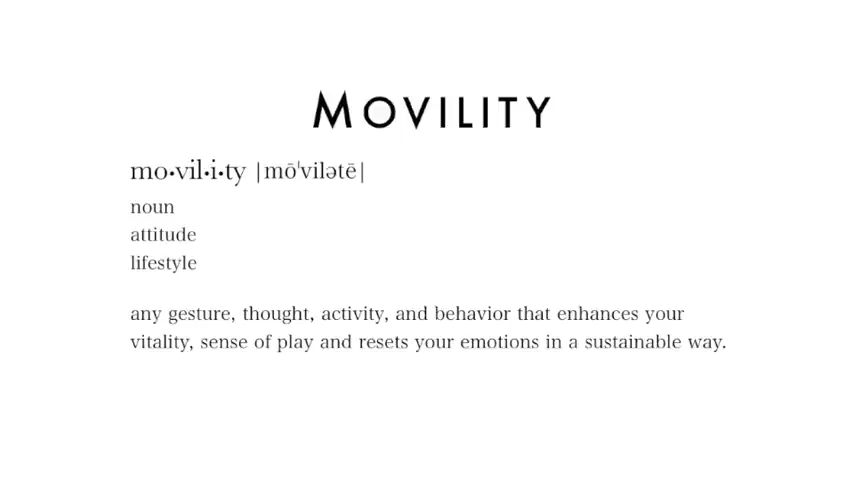 MOVILITY
mo•vil•i•ty |mōˈvilətē|
noun
attitude
lifestyle
any gesture, thought, activity, and behavior that enhances your
vitality, sense of play and resets your emotions in a sustainable way.